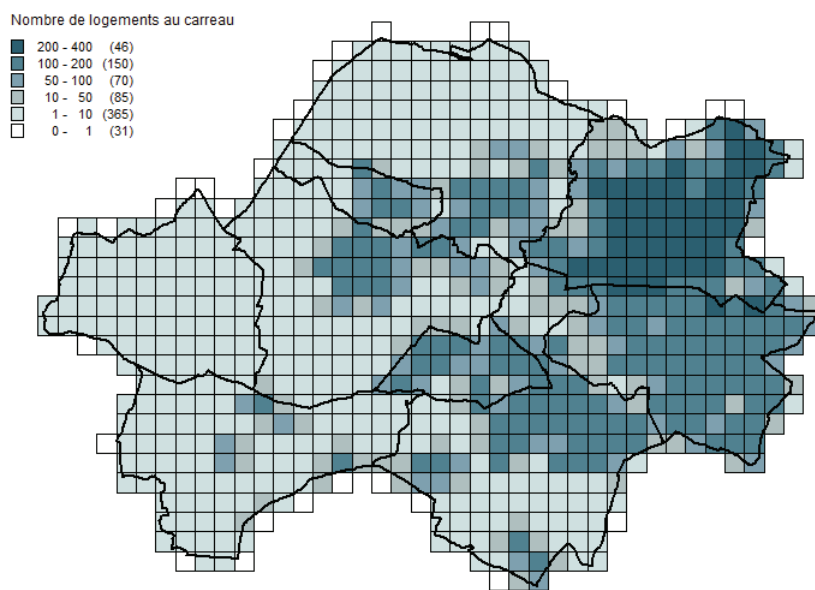 Nombre de logements au carreau
200 - 400 (46)
100 - 200 (150)
50 - 100 (70)
10 - 50 (85)
1 - 10 (365)
0 - 1 (31)